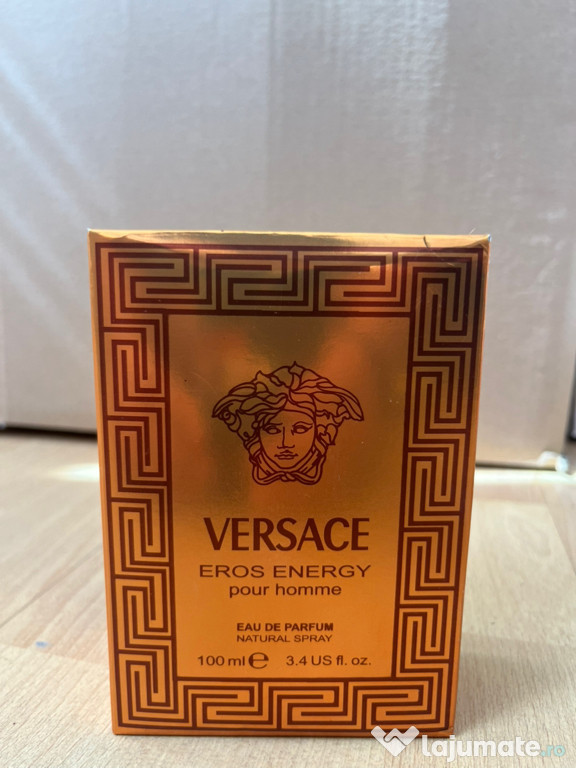 VERSACE
EROS ENERGY
pour homme
EAU DE PARFUM
NATURAL SPRAY
100 ml e 3.4 US fl. oz.
lajumate.ro